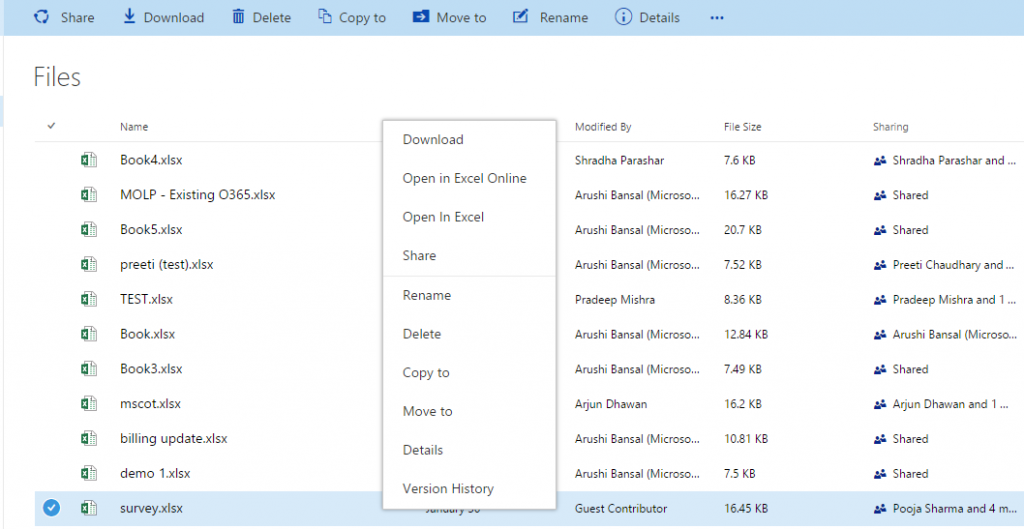 Share Download Delete Copy to Move to Rename Details ...
Files
Name Modified By File Size Sharing
Download
Book4.xlsx Shradha Parashar 7.6 KB Shradha Parashar and ...
Open in Excel Online
MOLP - Existing O365.xlsx Arushi Bansal (Microso... 16.27 KB Shared
Open In Excel
Book5.xlsx Arushi Bansal (Microso... 20.7 KB Shared
Share
preeti (test).xlsx Arushi Bansal (Microso... 7.52 KB Preeti Chaudhary and ...
Rename
TEST.xlsx Pradeep Mishra 8.36 KB Pradeep Mishra and 1 ...
Delete
Book.xlsx Arushi Bansal (Microso... 12.84 KB Arushi Bansal (Microso...
Copy to
Book3.xlsx Arushi Bansal (Microso... 7.49 KB Shared
Move to
mscot.xlsx Arjun Dhawan 16.2 KB Arjun Dhawan and 1 ...
Details
billing update.xlsx Arushi Bansal (Microso... 10.81 KB Shared
demo 1.xlsx Arushi Bansal (Microso... 7.5 KB Shared
Version History
survey.xlsx January 30 Guest Contributor 16.45 KB Pooja Sharma and 4 m...